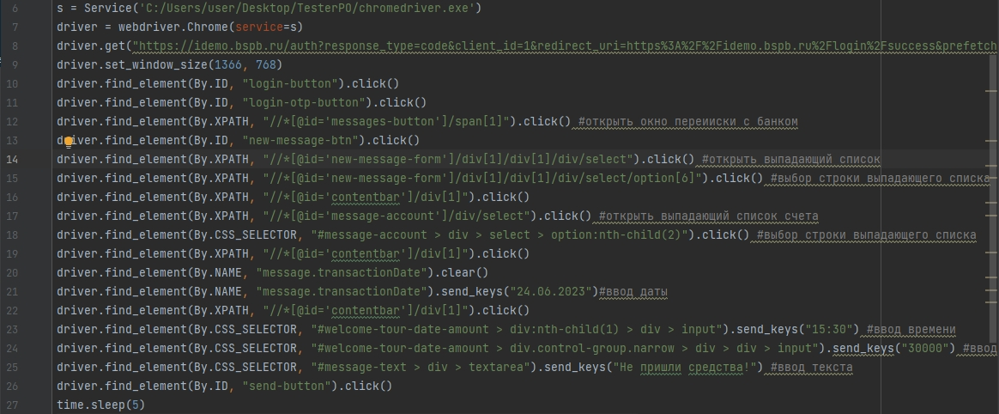 6 s = Service('C:/Users/user/Desktop/TesterPO/chromedriver.exe')
7 driver = webdriver.Chrome(service=s)
8 driver.get("https://idemo.bspb.ru/auth?response_type=code&client_id=1&redirect_uri=https%3A%2F%2Fidemo.bspb.ru%2Flogin%2Fsuccess&prefetch
9 driver.set_window_size(1366, 768)
10 driver.find_element(By.ID, "login-button").click()
11 driver.find_element(By.ID, "login-otp-button").click()
12 driver.find_element(By.XPATH, "//*[@id='messages-button']/span[1]").click() #открыть окно переииски с банком
13 driver.find_element(By.ID, "new-message-btn").click()
14 driver.find_element(By.XPATH, "//*[@id='new-message-form']/div[1]/div[1]/div/select").click() #открыть выпадающий список
15 driver.find_element(By.XPATH, "//*[@id='new-message-form']/div[1]/div[1]/div/select/option[6]").click() #выбор строки выпадающего списка
16 driver.find_element(By.XPATH, "//*[@id='contentbar']/div[1]").click()
17 driver.find_element(By.XPATH, "//*[@id='message-account']/div/select").click() #открыть выпадающий список счета
18 driver.find_element(By.CSS_SELECTOR, "#message-account > div > select > option:nth-child(2)").click() #выбор строки выпадающего списка
19 driver.find_element(By.XPATH, "//*[@id='contentbar']/div[1]").click()
20 driver.find_element(By.NAME, "message.transactionDate").clear()
21 driver.find_element(By.NAME, "message.transactionDate").send_keys("24.06.2023")#ввод даты
22 driver.find_element(By.XPATH, "//*[@id='contentbar']/div[1]").click()
23 driver.find_element(By.CSS_SELECTOR, "#welcome-tour-date-amount > div:nth-child(1) > div > input").send_keys("15:30") #ввод времени
24 driver.find_element(By.CSS_SELECTOR, "#welcome-tour-date-amount > div.control-group.narrow > div > div > input").send_keys("30000") #ввод
25 driver.find_element(By.CSS_SELECTOR, "#message-text > div > textarea").send_keys("Не пришли средства!") #ввод текста
26 driver.find_element(By.ID, "send-button").click()
27 time.sleep(5)